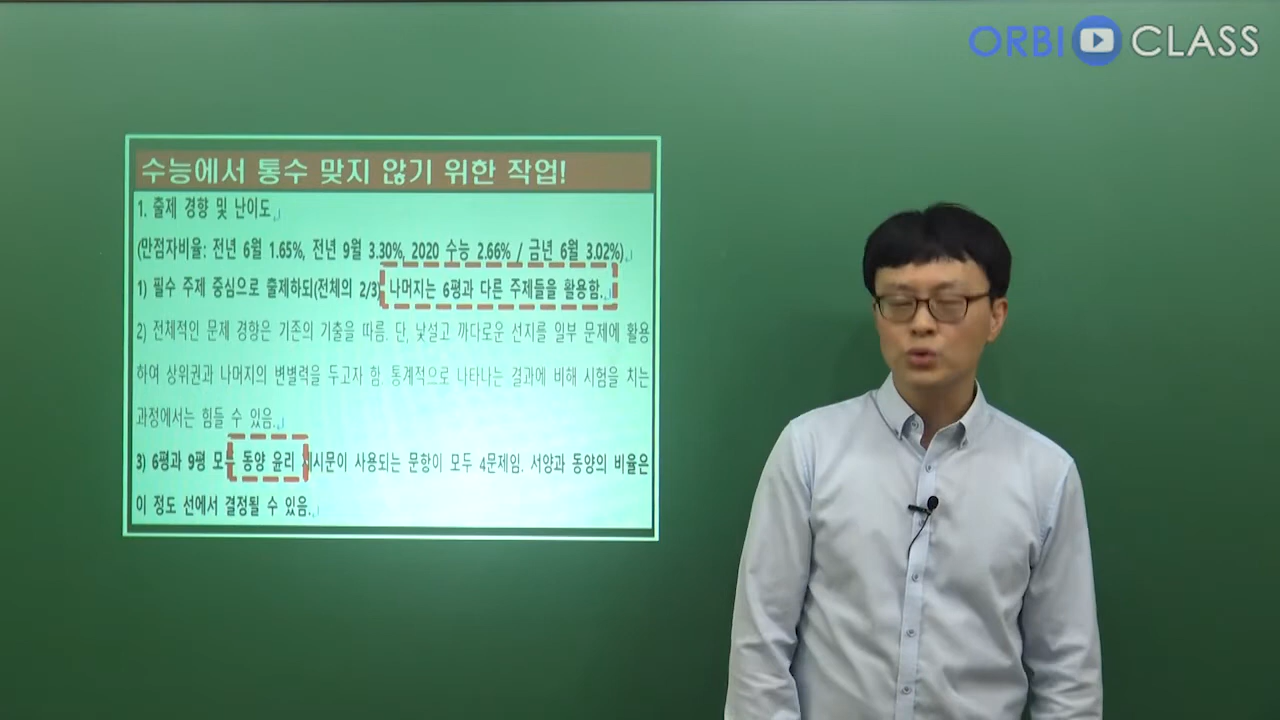 ORBI CLASS
수능에서 통수 맞지 않기 위한 작업!
1. 출제 경향 및 난이도
(만점자비율: 전년 6월 1.65%, 전년 9월 3.30%, 2020 수능 2.66% / 금년 6월 3.02%)
1) 필수 주제 중심으로 출제하되(전체의 2/3) 나머지는 6평과 다른 주제들을 활용함.
2) 전체적인 문제 경향은 기존의 기출을 따름. 단, 낯설고 까다로운 선지를 일부 문제에 활용
하여 상위권과 나머지의 변별력을 두고자 함. 통계적으로 나타나는 결과에 비해 시험을 치는
과정에서는 힘들 수 있음.
3) 6평과 9평 모두 동양 윤리 제시문이 사용되는 문항이 모두 4문제임. 서양과 동양의 비율은
이 정도 선에서 결정될 수 있음.